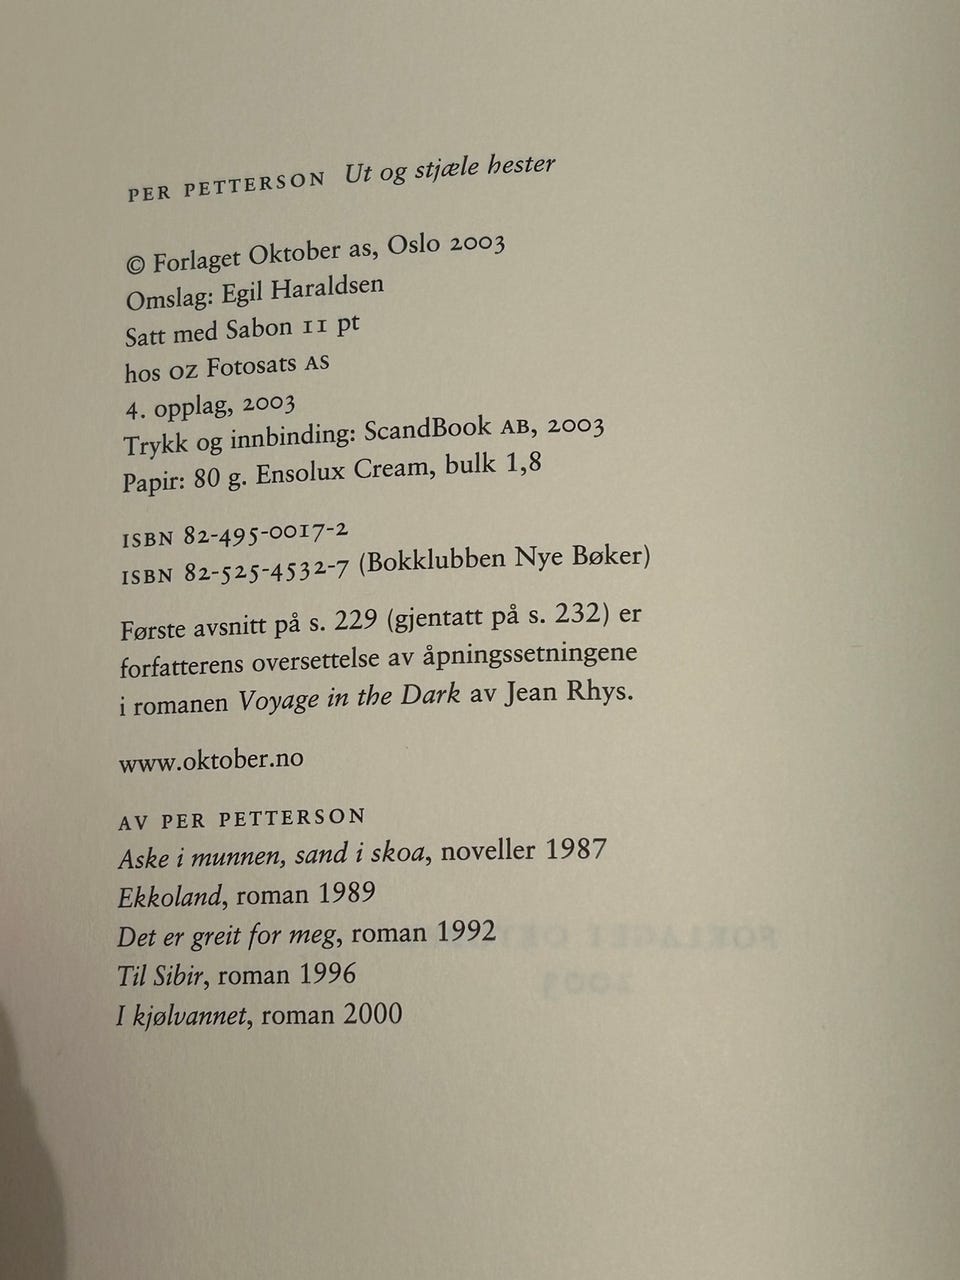 PER PETTERSON Ut og stjæle hester
© Forlaget Oktober as, Oslo 2003
Omslag: Egil Haraldsen
Satt med Sabon 11 pt
hos OZ Fotosats AS
4. opplag, 2003
Trykk og innbinding: ScandBook AB, 2003
Papir: 80 g. Ensolux Cream, bulk 1,8
ISBN 82-495-0017-2
ISBN 82-525-4532-7 (Bokklubben Nye Bøker)
Første avsnitt på s. 229 (gjentatt på s. 232) er
forfatterens oversettelse av åpningssetningene
i romanen Voyage in the Dark av Jean Rhys.
www.oktober.no
AV PER PETTERSON
Aske i munnen, sand i skoa, noveller 1987
Ekkoland, roman 1989
Det er greit for meg, roman 1992
Til Sibir, roman 1996
I kjølvannet, roman 2000